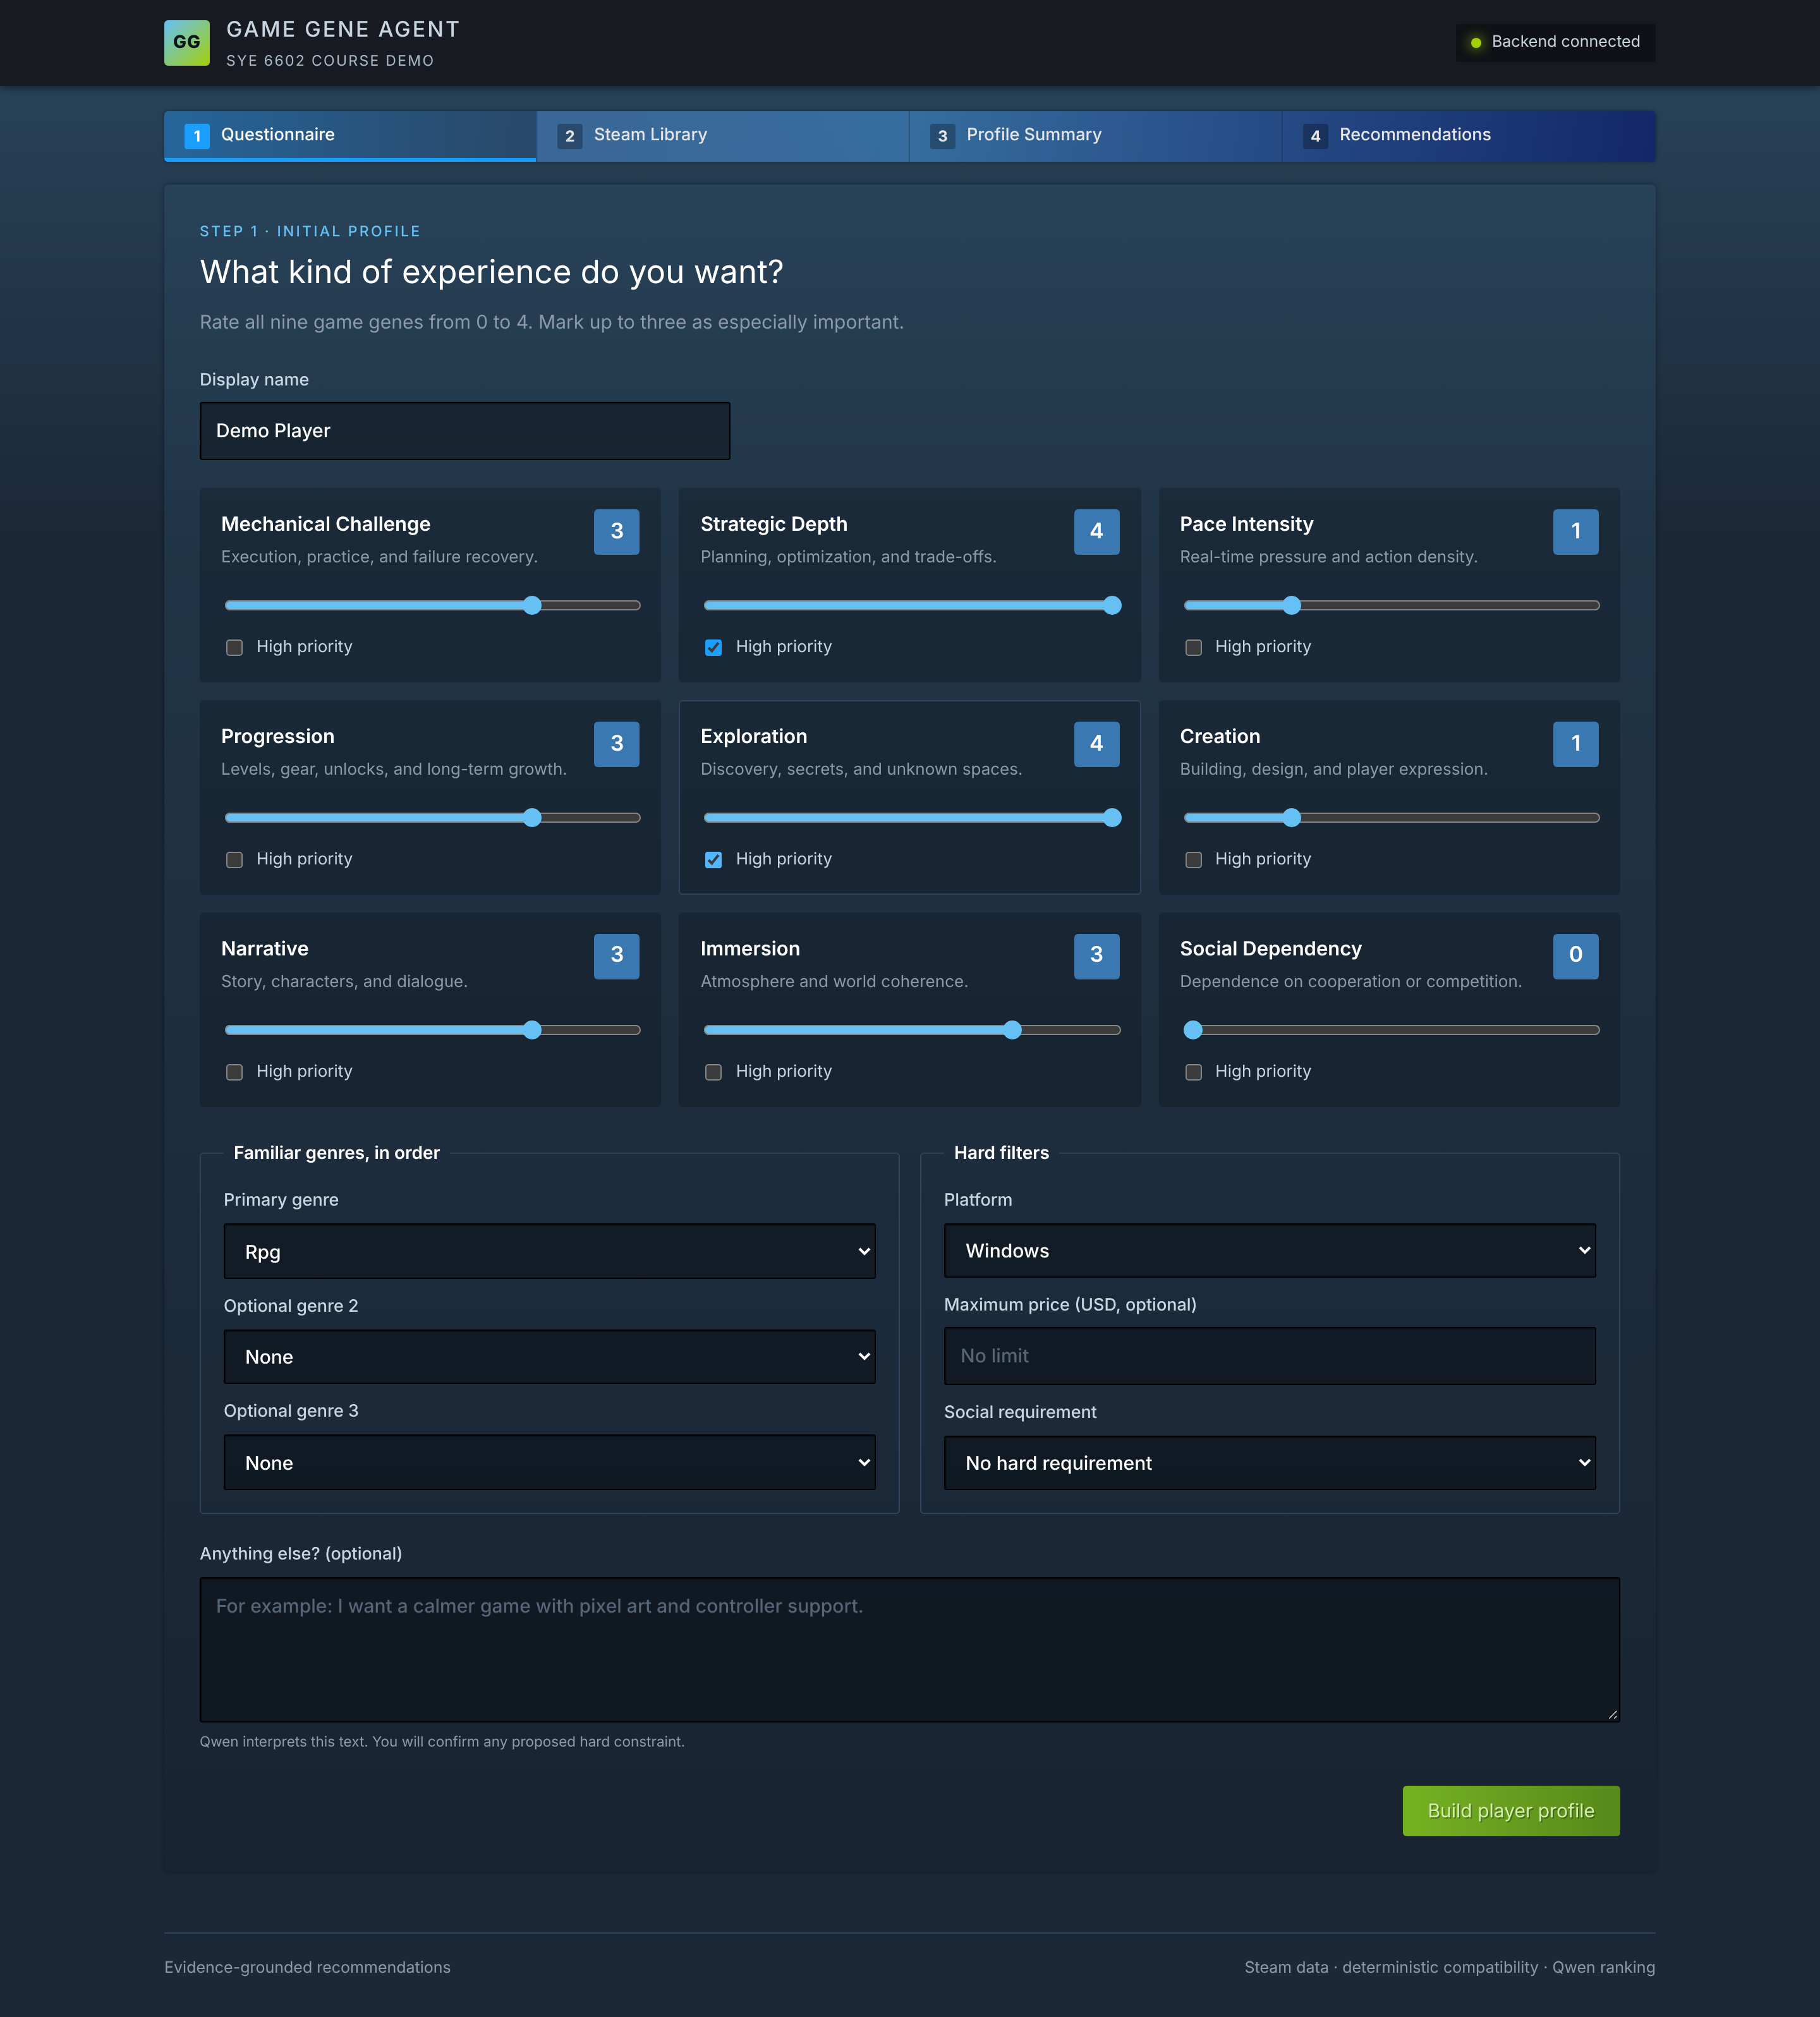 GG
GAME GENE AGENT
SYE 6602 COURSE DEMO
Backend connected
1 Questionnaire
2 Steam Library
3 Profile Summary
4 Recommendations
STEP 1 · INITIAL PROFILE
What kind of experience do you want?
Rate all nine game genes from 0 to 4. Mark up to three as especially important.
Display name
Demo Player
Mechanical Challenge
3
Execution, practice, and failure recovery.
High priority
Strategic Depth
4
Planning, optimization, and trade-offs.
High priority
Pace Intensity
1
Real-time pressure and action density.
High priority
Progression
3
Levels, gear, unlocks, and long-term growth.
High priority
Exploration
4
Discovery, secrets, and unknown spaces.
High priority
Creation
1
Building, design, and player expression.
High priority
Narrative
3
Story, characters, and dialogue.
High priority
Immersion
3
Atmosphere and world coherence.
High priority
Social Dependency
0
Dependence on cooperation or competition.
High priority
Familiar genres, in order
Primary genre
Rpg
Optional genre 2
None
Optional genre 3
None
Hard filters
Platform
Windows
Maximum price (USD, optional)
No limit
Social requirement
No hard requirement
Anything else? (optional)
For example: I want a calmer game with pixel art and controller support.
Qwen interprets this text. You will confirm any proposed hard constraint.
Build player profile
Evidence-grounded recommendations
Steam data · deterministic compatibility · Qwen ranking